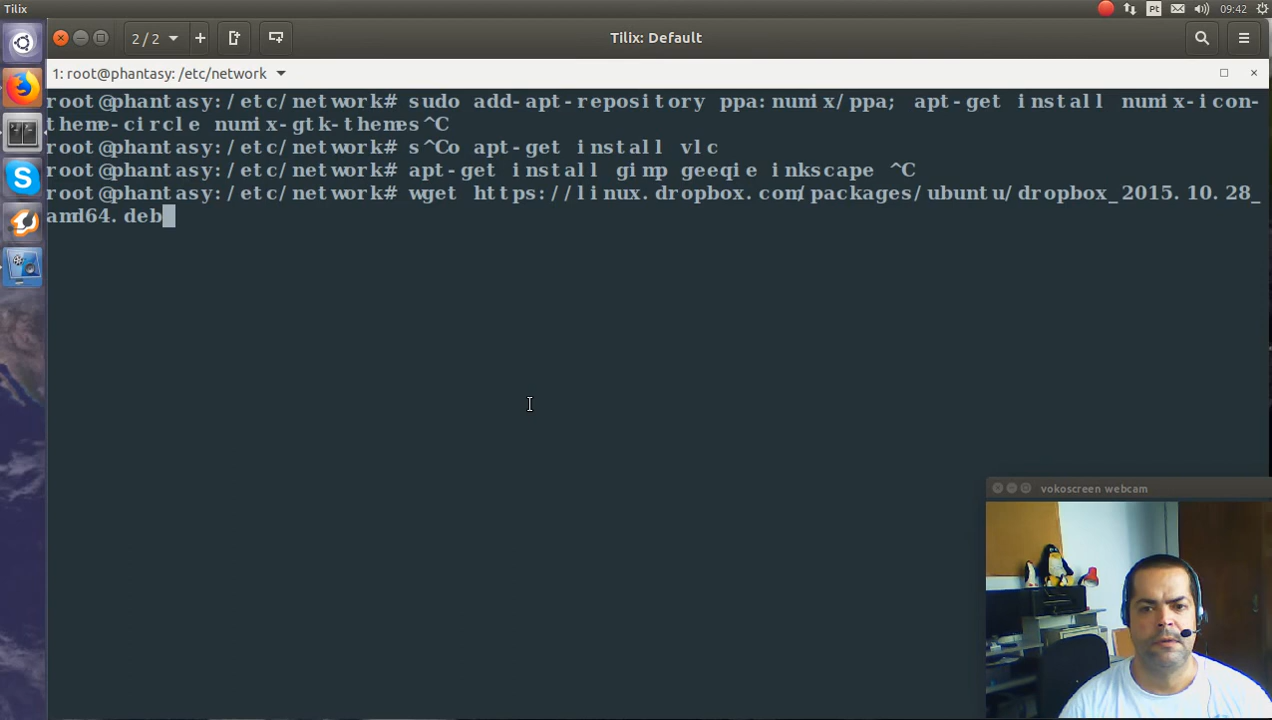 Tilix
Pt
09:42
2 / 2
Tilix: Default
1: root@phantasy: /etc/network
root@phantasy:/etc/network# sudo add-apt-repository ppa:numix/ppa; apt-get install numix-icon-
theme-circle numix-gtk-themes^C
root@phantasy:/etc/network# s^Co apt-get install vlc
root@phantasy:/etc/network# apt-get install gimp geeqie inkscape ^C
root@phantasy:/etc/network# wget https://linux.dropbox.com/packages/ubuntu/dropbox_2015.10.28_
amd64.deb
vokoscreen webcam